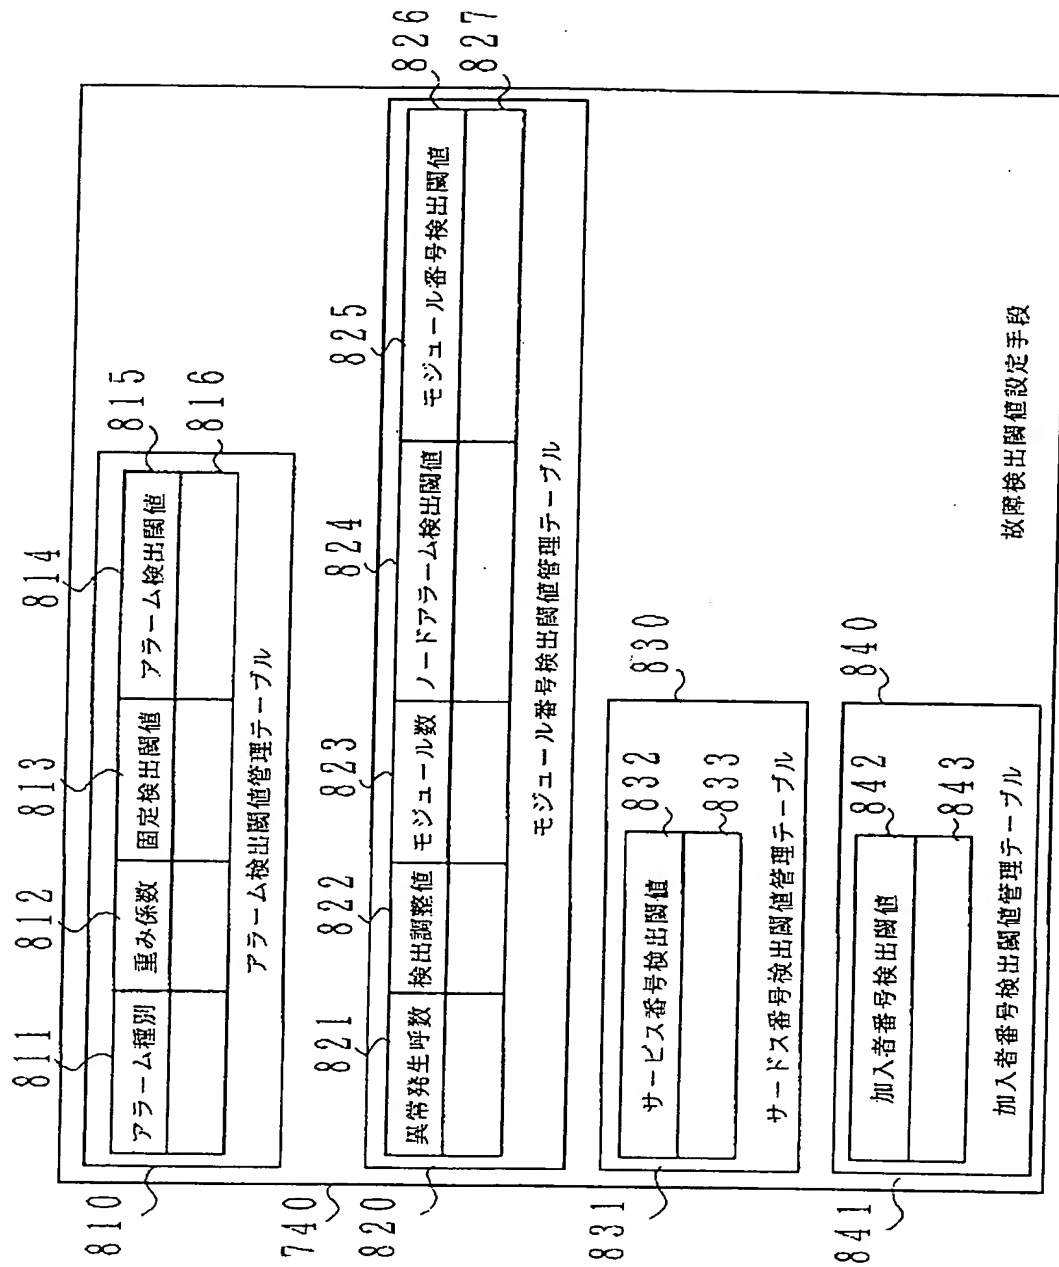 810
811
812
813
814
815
816
アラーム種別
重み係数
固定検出閾値
アラーム検出閾値
アラーム検出閾値管理テーブル
740
820
821
822
823
824
825
826
827
異常発生呼数
検出調整値
モジュール数
ノードアラーム検出閾値
モジュール番号検出閾値
モジュール番号検出閾値管理テーブル
831
832
833
830
サービス番号検出閾値
サードス番号検出閾値管理テーブル
841
842
843
840
加入者番号検出閾値
加入者番号検出閾値管理テーブル
故障検出閾値設定手段